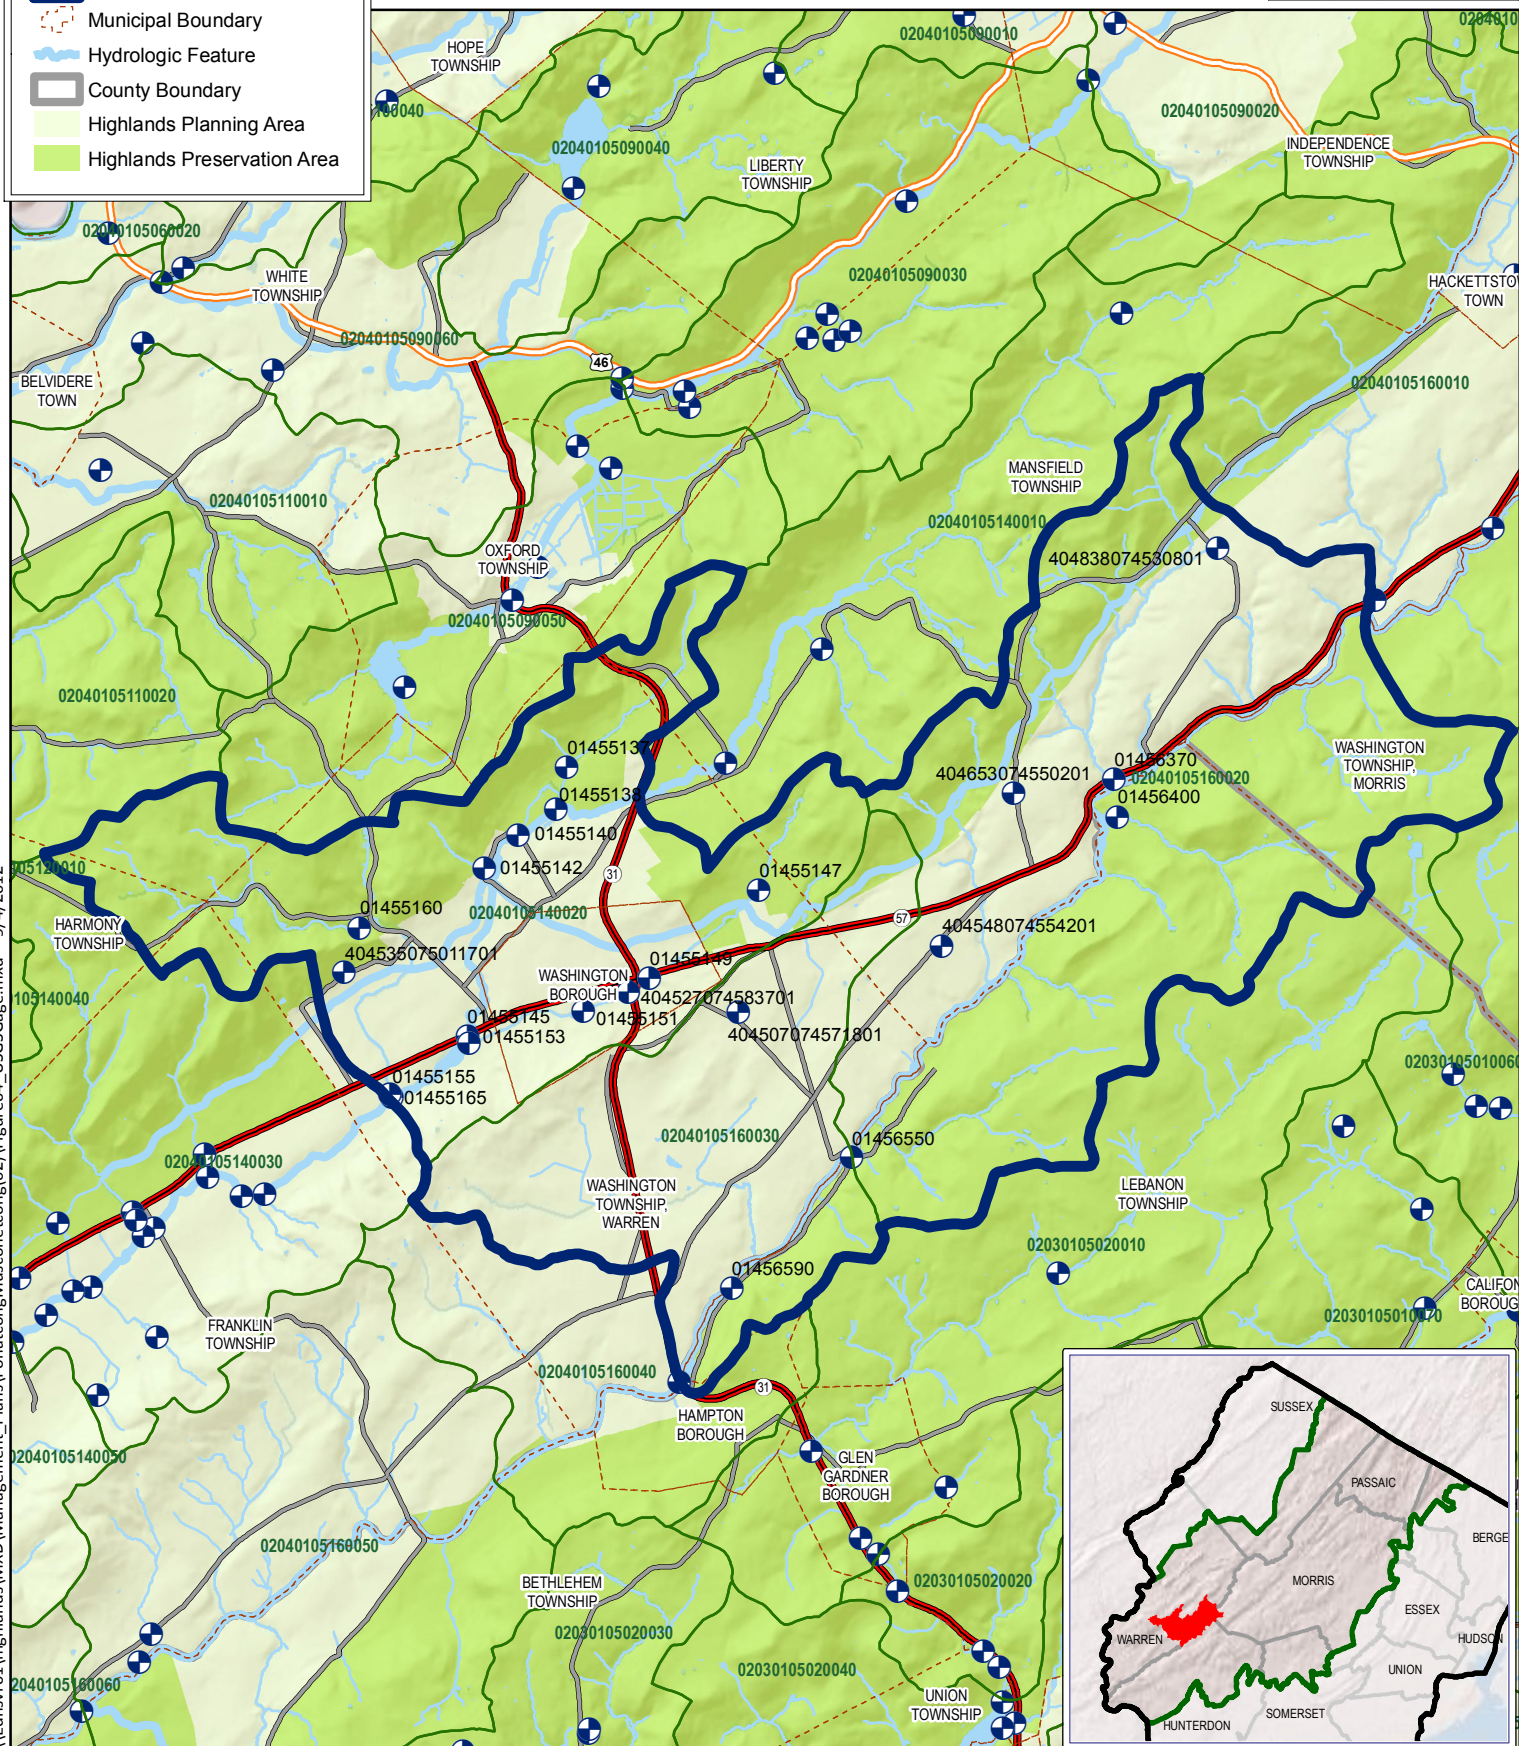 Municipal Boundary
Hydrologic Feature
County Boundary
Highlands Planning Area
Highlands Preservation Area
HOPE
TOWNSHIP
02040105090010
02040105090020
INDEPENDENCE
TOWNSHIP
02040105090040
LIBERTY
TOWNSHIP
02040105060020
WHITE
TOWNSHIP
02040105090030
TOWN
02040105090060
46
BELVIDERE
TOWN
02040105160010
MANSFIELD
TOWNSHIP
02040105110010
02040105140010
OXFORD
TOWNSHIP
404838074530801
02040105090050
02040105110020
01455137
WASHINGTON
TOWNSHIP,
MORRIS
01456370
404653074550201
02040105160020
01455138
01456400
01455140
01455142
31
01455147
01455160
02040105140020
57
HARMONY
TOWNSHIP
404548074554201
404535075011701
01455149
WASHINGTON
BOROUGH
404527074583701
01455145
01455151
01455153
404507074571801
01455155
01455165
02040105160030
01456550
02040105140030
WASHINGTON
TOWNSHIP,
WARREN
LEBANON
TOWNSHIP
02030105020010
01456590
02030105010070
FRANKLIN
TOWNSHIP
02040105160040
31
HAMPTON
BOROUGH
GLEN
GARDNER
BOROUGH
02040105160050
BETHLEHEM
TOWNSHIP
02030105020020
02030105020030
02030105020040
UNION
TOWNSHIP
SUSSEX
PASSAIC
BERGE
MORRIS
ESSEX
HUDSON
WARREN
UNION
SOMERSET
HUNTERDON